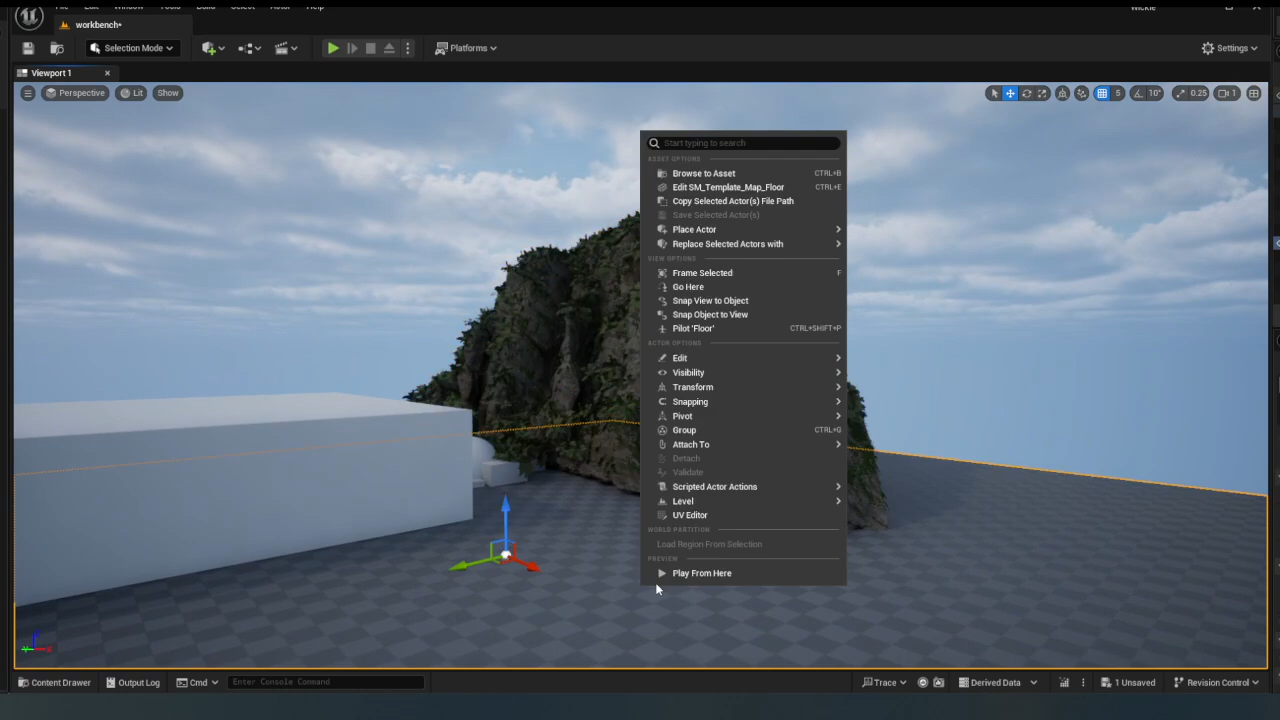 workbench*
Selection Mode
Platforms
Settings
Viewport 1
Perspective
Lit
Show
5
10°
0.25
1
Start typing to search
ASSET OPTIONS
Browse to Asset CTRL+B
Edit SM_Template_Map_Floor CTRL+E
Copy Selected Actor(s) File Path
Save Selected Actor(s)
Place Actor
Replace Selected Actors with
VIEW OPTIONS
Frame Selected F
Go Here
Snap View to Object
Snap Object to View
Pilot 'Floor' CTRL+SHIFT+P
ACTOR OPTIONS
Edit
Visibility
Transform
Snapping
Pivot
Group CTRL+G
Attach To
Detach
Validate
Scripted Actor Actions
Level
UV Editor
WORLD PARTITION
Load Region From Selection
PREVIEW
Play From Here
Content Drawer
Output Log
Cmd
Enter Console Command
Trace
Derived Data
1 Unsaved
Revision Control